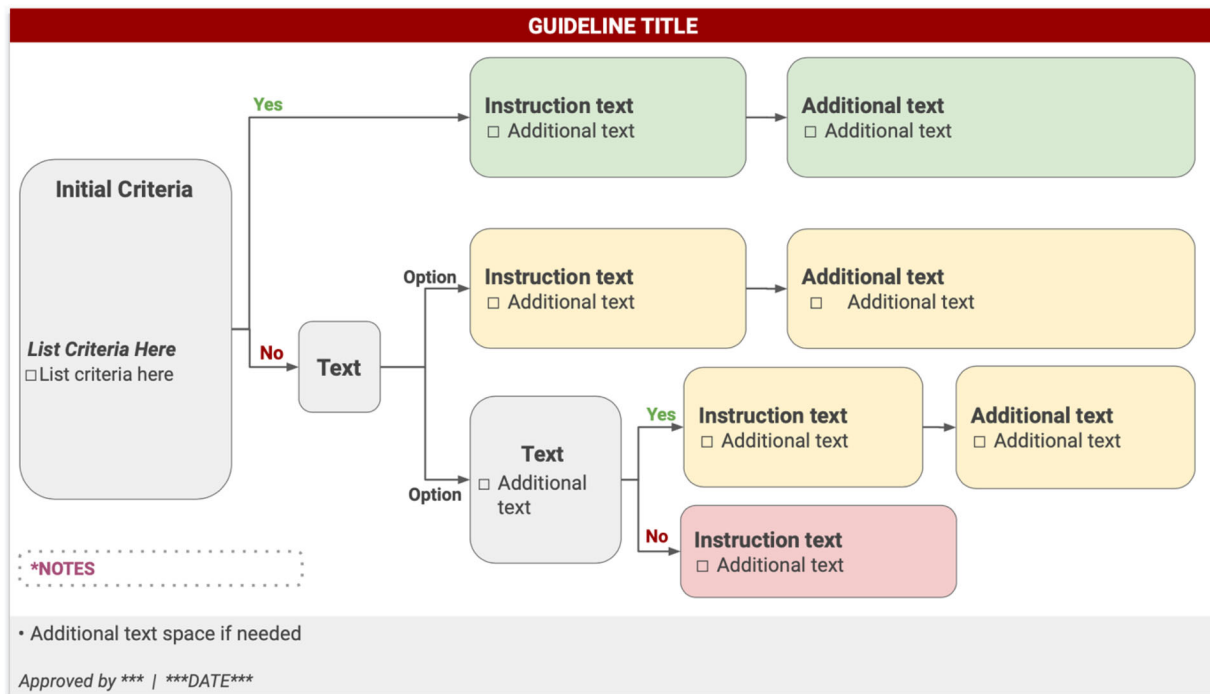 GUIDELINE TITLE
Yes
Instruction text
☐ Additional text
Additional text
☐ Additional text
Initial Criteria
List Criteria Here
☐ List criteria here
No
Text
Option
Instruction text
☐ Additional text
Additional text
☐ Additional text
Option
Text
☐ Additional
text
Yes
Instruction text
☐ Additional text
Additional text
☐ Additional text
No
Instruction text
☐ Additional text
*NOTES
• Additional text space if needed
Approved by *** | ***DATE***